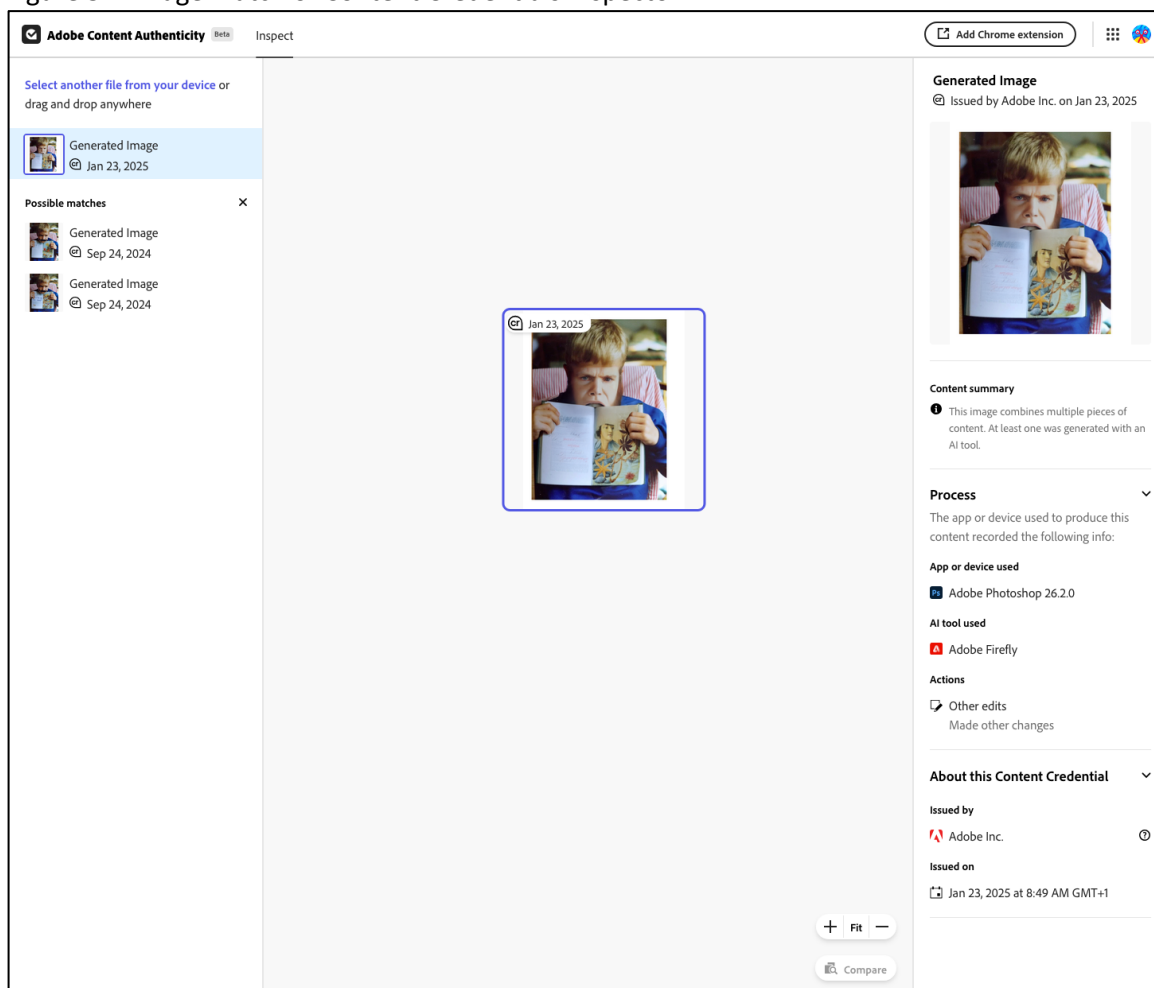 Adobe Content Authenticity Beta Inspect
Add Chrome extension
Select another file from your device or
drag and drop anywhere
Generated Image
Jan 23, 2025
Possible matches
Generated Image
Sep 24, 2024
Generated Image
Sep 24, 2024
Jan 23, 2025
Fit
Compare
Generated Image
Issued by Adobe Inc. on Jan 23, 2025
Content summary
This image combines multiple pieces of
content. At least one was generated with an
AI tool.
Process
The app or device used to produce this
content recorded the following info:
App or device used
Ps Adobe Photoshop 26.2.0
AI tool used
Adobe Firefly
Actions
Other edits
Made other changes
About this Content Credential
Issued by
Adobe Inc.
Issued on
Jan 23, 2025 at 8:49 AM GMT+1